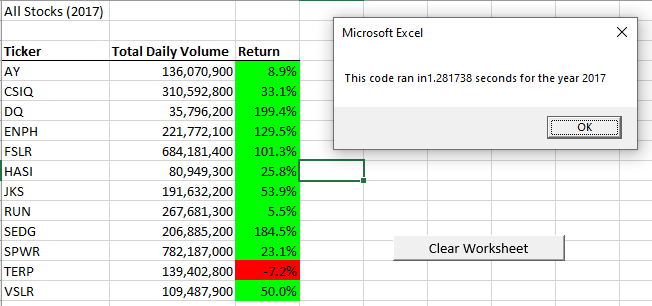 All Stocks (2017)
Ticker Total Daily Volume Return
AY 136,070,900 8.9%
CSIQ 310,592,800 33.1%
DQ 35,796,200 199.4%
ENPH 221,772,100 129.5%
FSLR 684,181,400 101.3%
HASI 80,949,300 25.8%
JKS 191,632,200 53.9%
RUN 267,681,300 5.5%
SEDG 206,885,200 184.5%
SPWR 782,187,000 23.1%
TERP 139,402,800 -7.2%
VSLR 109,487,900 50.0%
Microsoft Excel
This code ran in1.281738 seconds for the year 2017
OK
Clear Worksheet